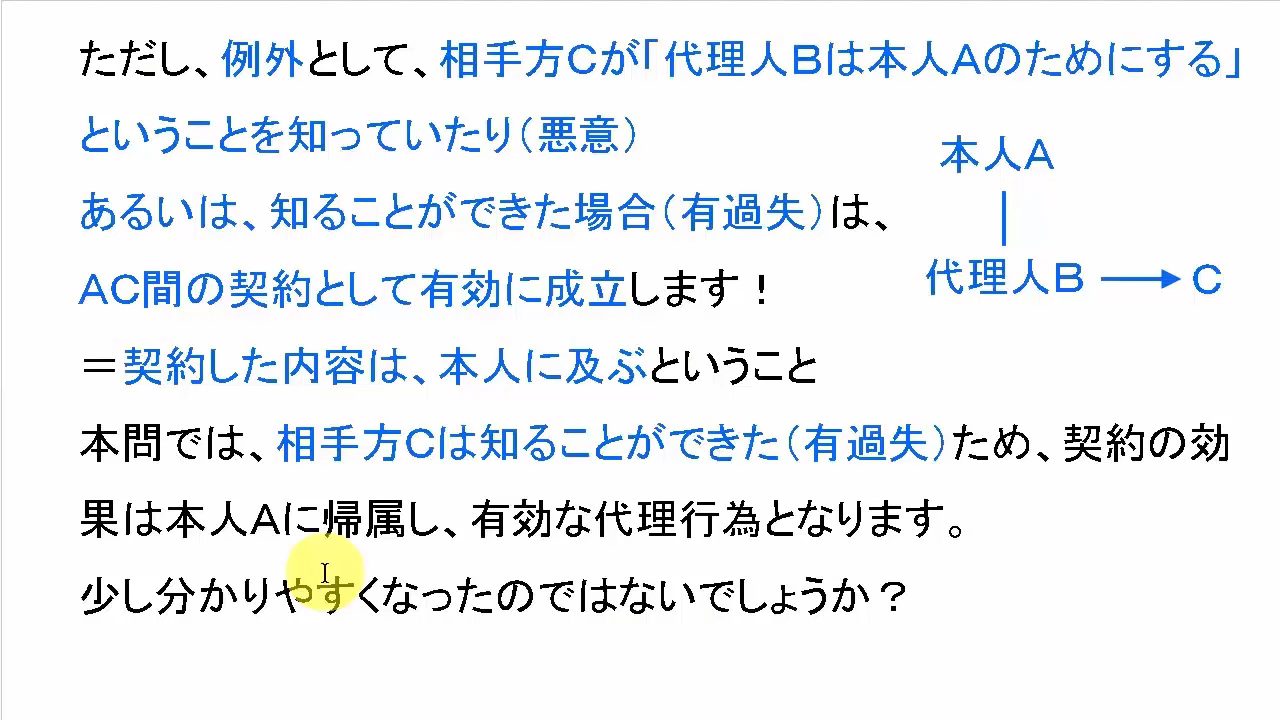 ただし、例外として、相手方Cが「代理人Bは本人Aのためにする」
ということを知っていたり（悪意）
本人A
あるいは、知ることができた場合（有過失）は、
代理人B
C
AC間の契約として有効に成立します！
＝契約した内容は、本人に及ぶということ
本問では、相手方Cは知ることができた（有過失）ため、契約の効
果は本人Aに帰属し、有効な代理行為となります。
少し分かりやすくなったのではないでしょうか？